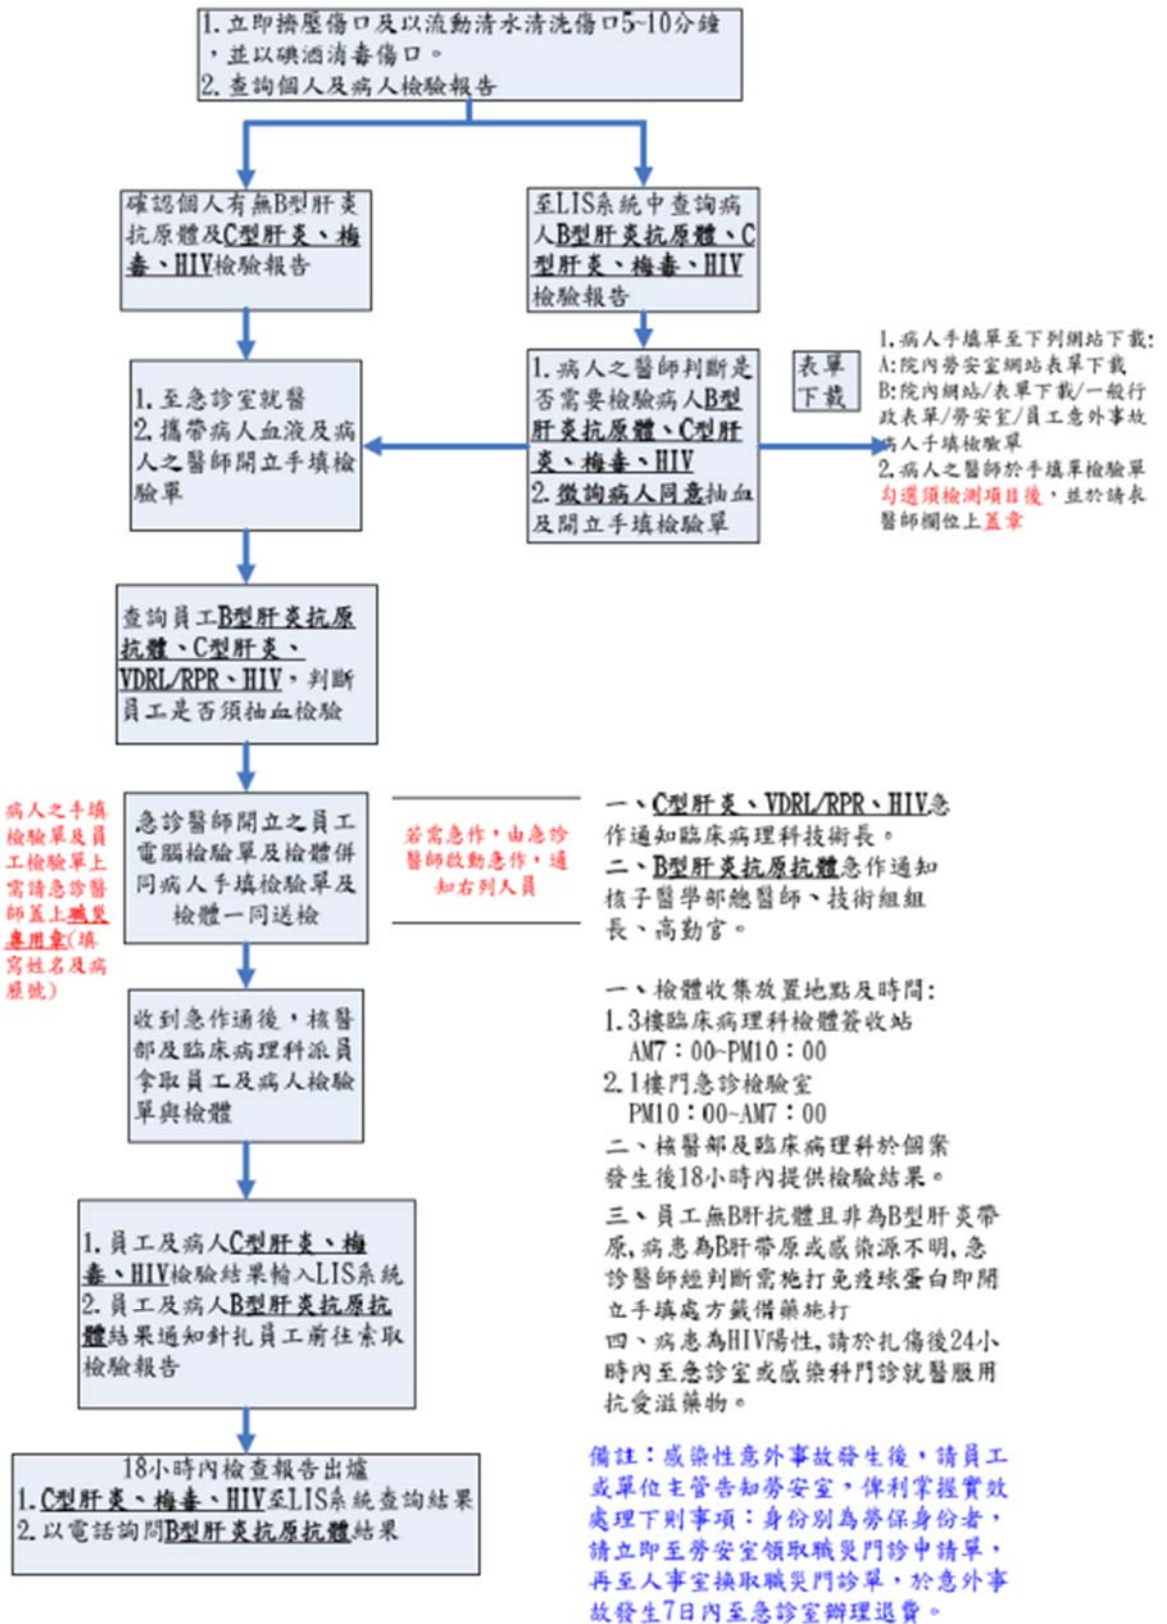 1. 立即擠壓傷口及以流動清水清洗傷口5~10分鐘
，並以碘酒消毒傷口。
2. 查詢個人及病人檢驗報告
確認個人有無B型肝炎
抗原體及C型肝炎、梅
毒、HIV檢驗報告
至LIS系統中查詢病
人B型肝炎抗原體、C
型肝炎、梅毒、HIV
檢驗報告
1. 至急診室就醫
2. 攜帶病人血液及病
人之醫師開立手填檢
驗單
1. 病人之醫師判斷是
否需要檢驗病人B型
肝炎抗原體、C型肝
炎、梅毒、HIV
2. 徵詢病人同意抽血
及開立手填檢驗單
表單
下載
1. 病人手填單至下列網站下載:
A:院內勞安室網站表單下載
B:院內網站/表單下載/一般行
政表單/勞安室/員工意外事故
病人手填檢驗單
2. 病人之醫師於手填單檢驗單
勾選須檢測項目後，並於請表
醫師欄位上蓋章
查詢員工B型肝炎抗原
抗體、C型肝炎、
VDRL/RPR、HIV，判斷
員工是否須抽血檢驗
病人之手填
檢驗單及員
工檢驗單上
需請急診醫
師蓋上職災
專用章(填
寫姓名及病
歷號)
急診醫師開立之員工
電腦檢驗單及檢體併
同病人手填檢驗單及
檢體一同送檢
若需急作，由急診
醫師啟動急作，通
知右列人員
一、C型肝炎、VDRL/RPR、HIV急
作通知臨床病理科技術長。
二、B型肝炎抗原抗體急作通知
核子醫學部總醫師、技術組組
長、高勤官。
收到急作通後，核醫
部及臨床病理科派員
拿取員工及病人檢驗
單與檢體
一、檢體收集放置地點及時間:
1. 3樓臨床病理科檢體簽收站
AM7：00~PM10：00
2. 1樓門急診檢驗室
PM10：00~AM7：00
二、核醫部及臨床病理科於個案
發生後18小時內提供檢驗結果。
三、員工無B肝抗體且非為B型肝炎帶
原, 病患為B肝帶原或感染源不明, 急
診醫師經判斷需施打免疫球蛋白即開
立手填處方籤借藥施打
四、病患為HIV陽性, 請於扎傷後24小
時內至急診室或感染科門診就醫服用
抗愛滋藥物。
1. 員工及病人C型肝炎、梅
毒、HIV檢驗結果輸入LIS系統
2. 員工及病人B型肝炎抗原抗
體結果通知針扎員工前往索取
檢驗報告
18小時內檢查報告出爐
1. C型肝炎、梅毒、HIV至LIS系統查詢結果
2. 以電話詢問B型肝炎抗原抗體結果
備註：感染性意外事故發生後，請員工
或單位主管告知勞安室，俾利掌握實效
處理下則事項：身份別為勞保身份者，
請立即至勞安室領取職災門診申請單，
再至人事室換取職災門診單，於意外事
故發生7日內至急診室辦理退費。